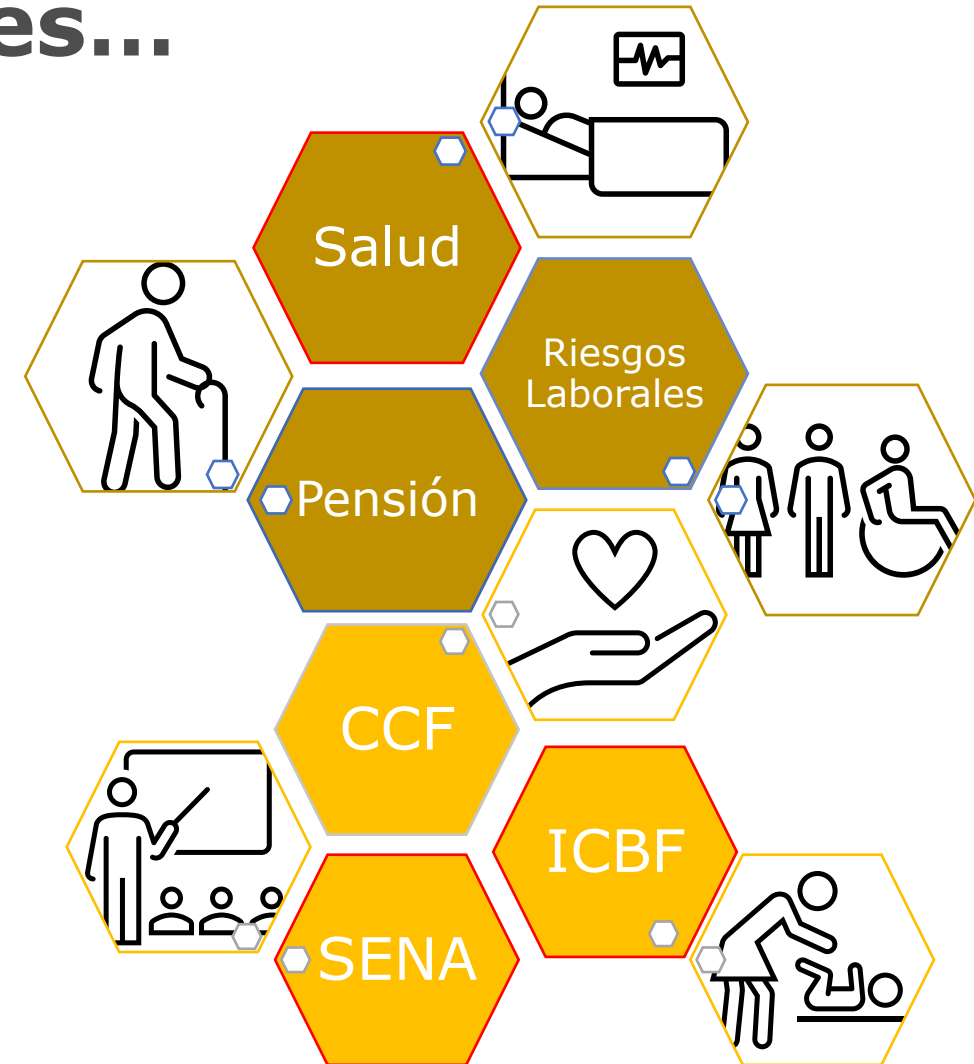 es...
Salud
Riesgos
Laborales
Pensión
CCF
ICBF
SENA